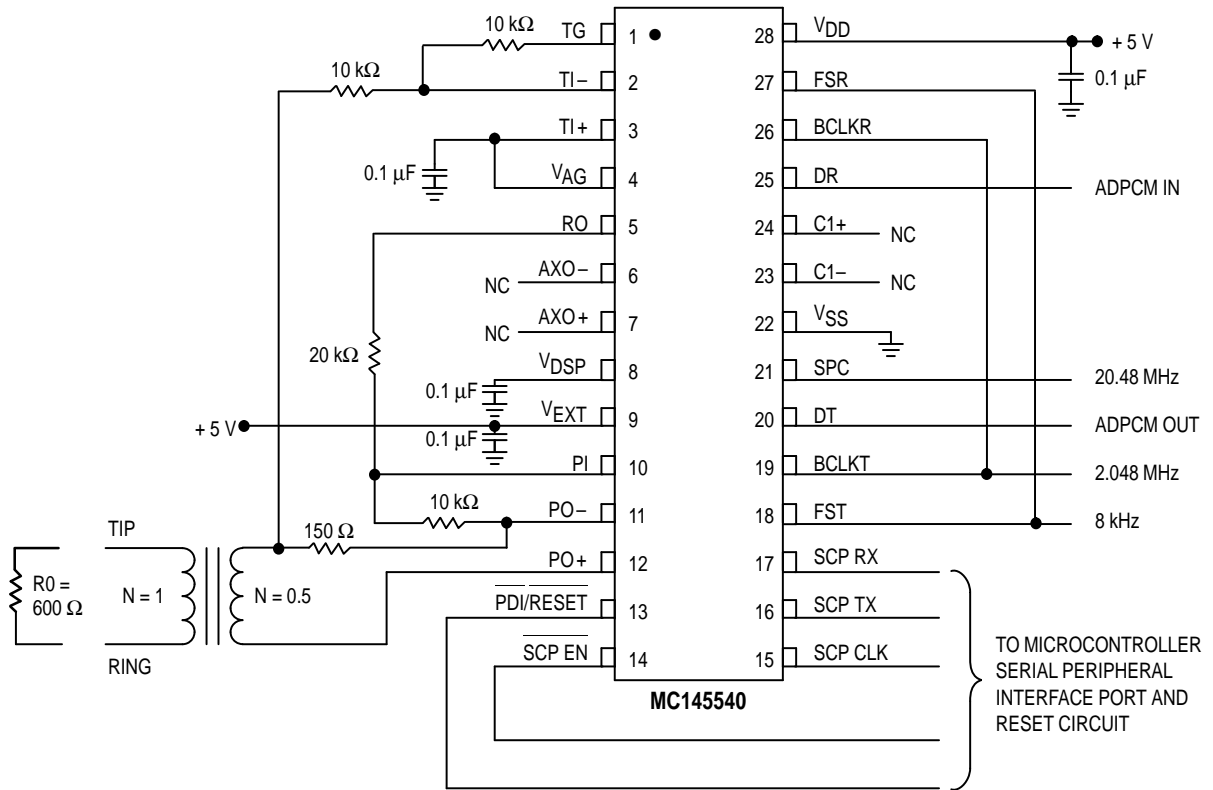 10 kΩ
TG
1
28
VDD
+ 5 V
10 kΩ
TI–
2
27
FSR
0.1 µF
TI+
3
26
BCLKR
0.1 µF
VAG
4
25
DR
ADPCM IN
RO
5
24
C1+
NC
AXO–
NC
6
23
C1–
NC
AXO+
NC
7
22
VSS
20 kΩ
VDSP
8
21
SPC
20.48 MHz
0.1 µF
+ 5 V
VEXT
9
20
DT
ADPCM OUT
0.1 µF
PI
10
19
BCLKT
2.048 MHz
10 kΩ
PO–
11
18
FST
8 kHz
TIP
150 Ω
PO+
12
17
SCP RX
R0 =
600 Ω
N = 1
N = 0.5
PDI/RESET
13
16
SCP TX
RING
SCP EN
14
15
SCP CLK
MC145540
TO MICROCONTROLLER
SERIAL PERIPHERAL
INTERFACE PORT AND
RESET CIRCUIT